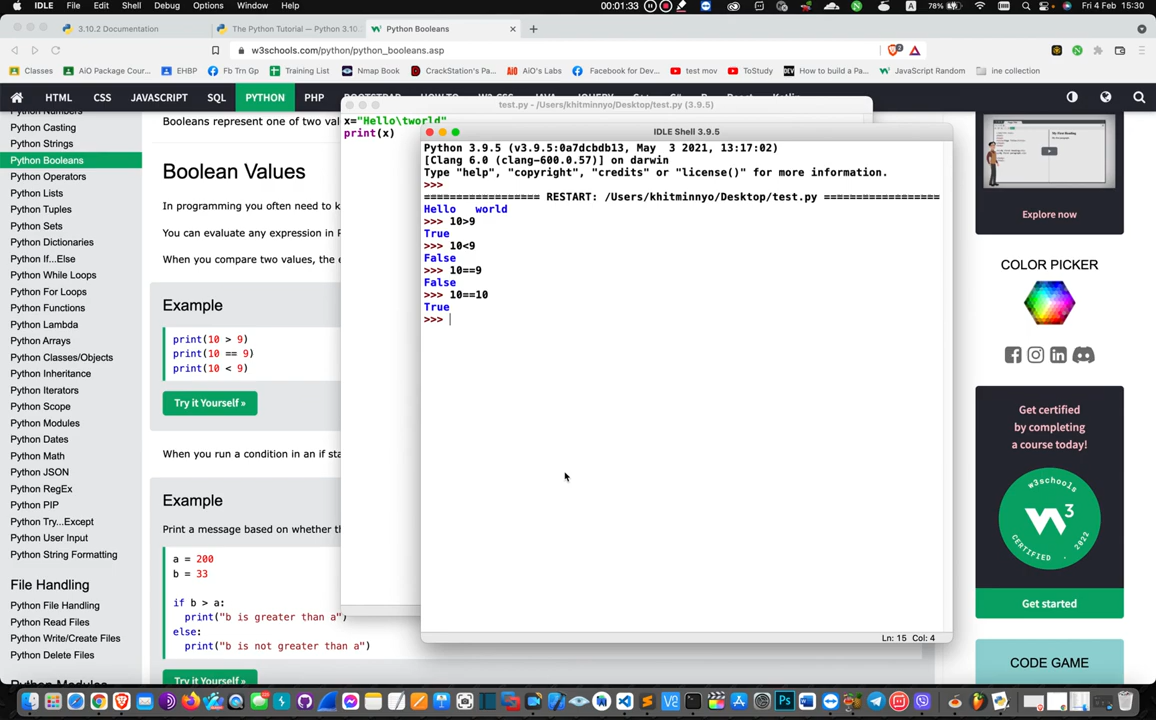 IDLE File Edit Shell Debug Options Window Help
00:01:33
A 78% Fri 4 Feb 15:30
3.10.2 Documentation
The Python Tutorial — Python 3.10.
Python Booleans
w3schools.com/python/python_booleans.asp
Classes AiO Package Cour... EHBP Fb Trn Gp Training List Nmap Book CrackStation's Pa... AiO's Labs Facebook for Dev... test mov ToStudy How to build a Pa... JavaScript Random ine collection
HTML CSS JAVASCRIPT SQL PYTHON PHP
Python Casting
Python Strings
Python Booleans
Python Operators
Python Lists
Python Tuples
Python Sets
Python Dictionaries
Python If...Else
Python While Loops
Python For Loops
Python Functions
Python Lambda
Python Arrays
Python Classes/Objects
Python Inheritance
Python Iterators
Python Scope
Python Modules
Python Dates
Python Math
Python JSON
Python RegEx
Python PIP
Python Try...Except
Python User Input
Python String Formatting
File Handling
Python File Handling
Python Read Files
Python Write/Create Files
Python Delete Files
Booleans represent one of two val
Boolean Values
In programming you often need to k
You can evaluate any expression in P
When you compare two values, the e
Example
print(10 > 9)
print(10 == 9)
print(10 < 9)
Try it Yourself »
When you run a condition in an if sta
Example
Print a message based on whether th
a = 200
b = 33
if b > a:
print("b is greater than a")
else:
print("b is not greater than a")
Try it Yourself »
test.py - /Users/khitminnyo/Desktop/test.py (3.9.5)
x="Hello\tworld"
print(x)
IDLE Shell 3.9.5
Python 3.9.5 (v3.9.5:0a7dcbdb13, May 3 2021, 13:17:02)
[Clang 6.0 (clang-600.0.57)] on darwin
Type "help", "copyright", "credits" or "license()" for more information.
>>>
================== RESTART: /Users/khitminnyo/Desktop/test.py ==================
Hello world
>>> 10>9
True
>>> 10<9
False
>>> 10==9
False
>>> 10==10
True
>>>
Ln: 15 Col: 4
Explore now
COLOR PICKER
Get certified
by completing
a course today!
w3schools
W3
CERTIFIED . 2022
Get started
CODE GAME